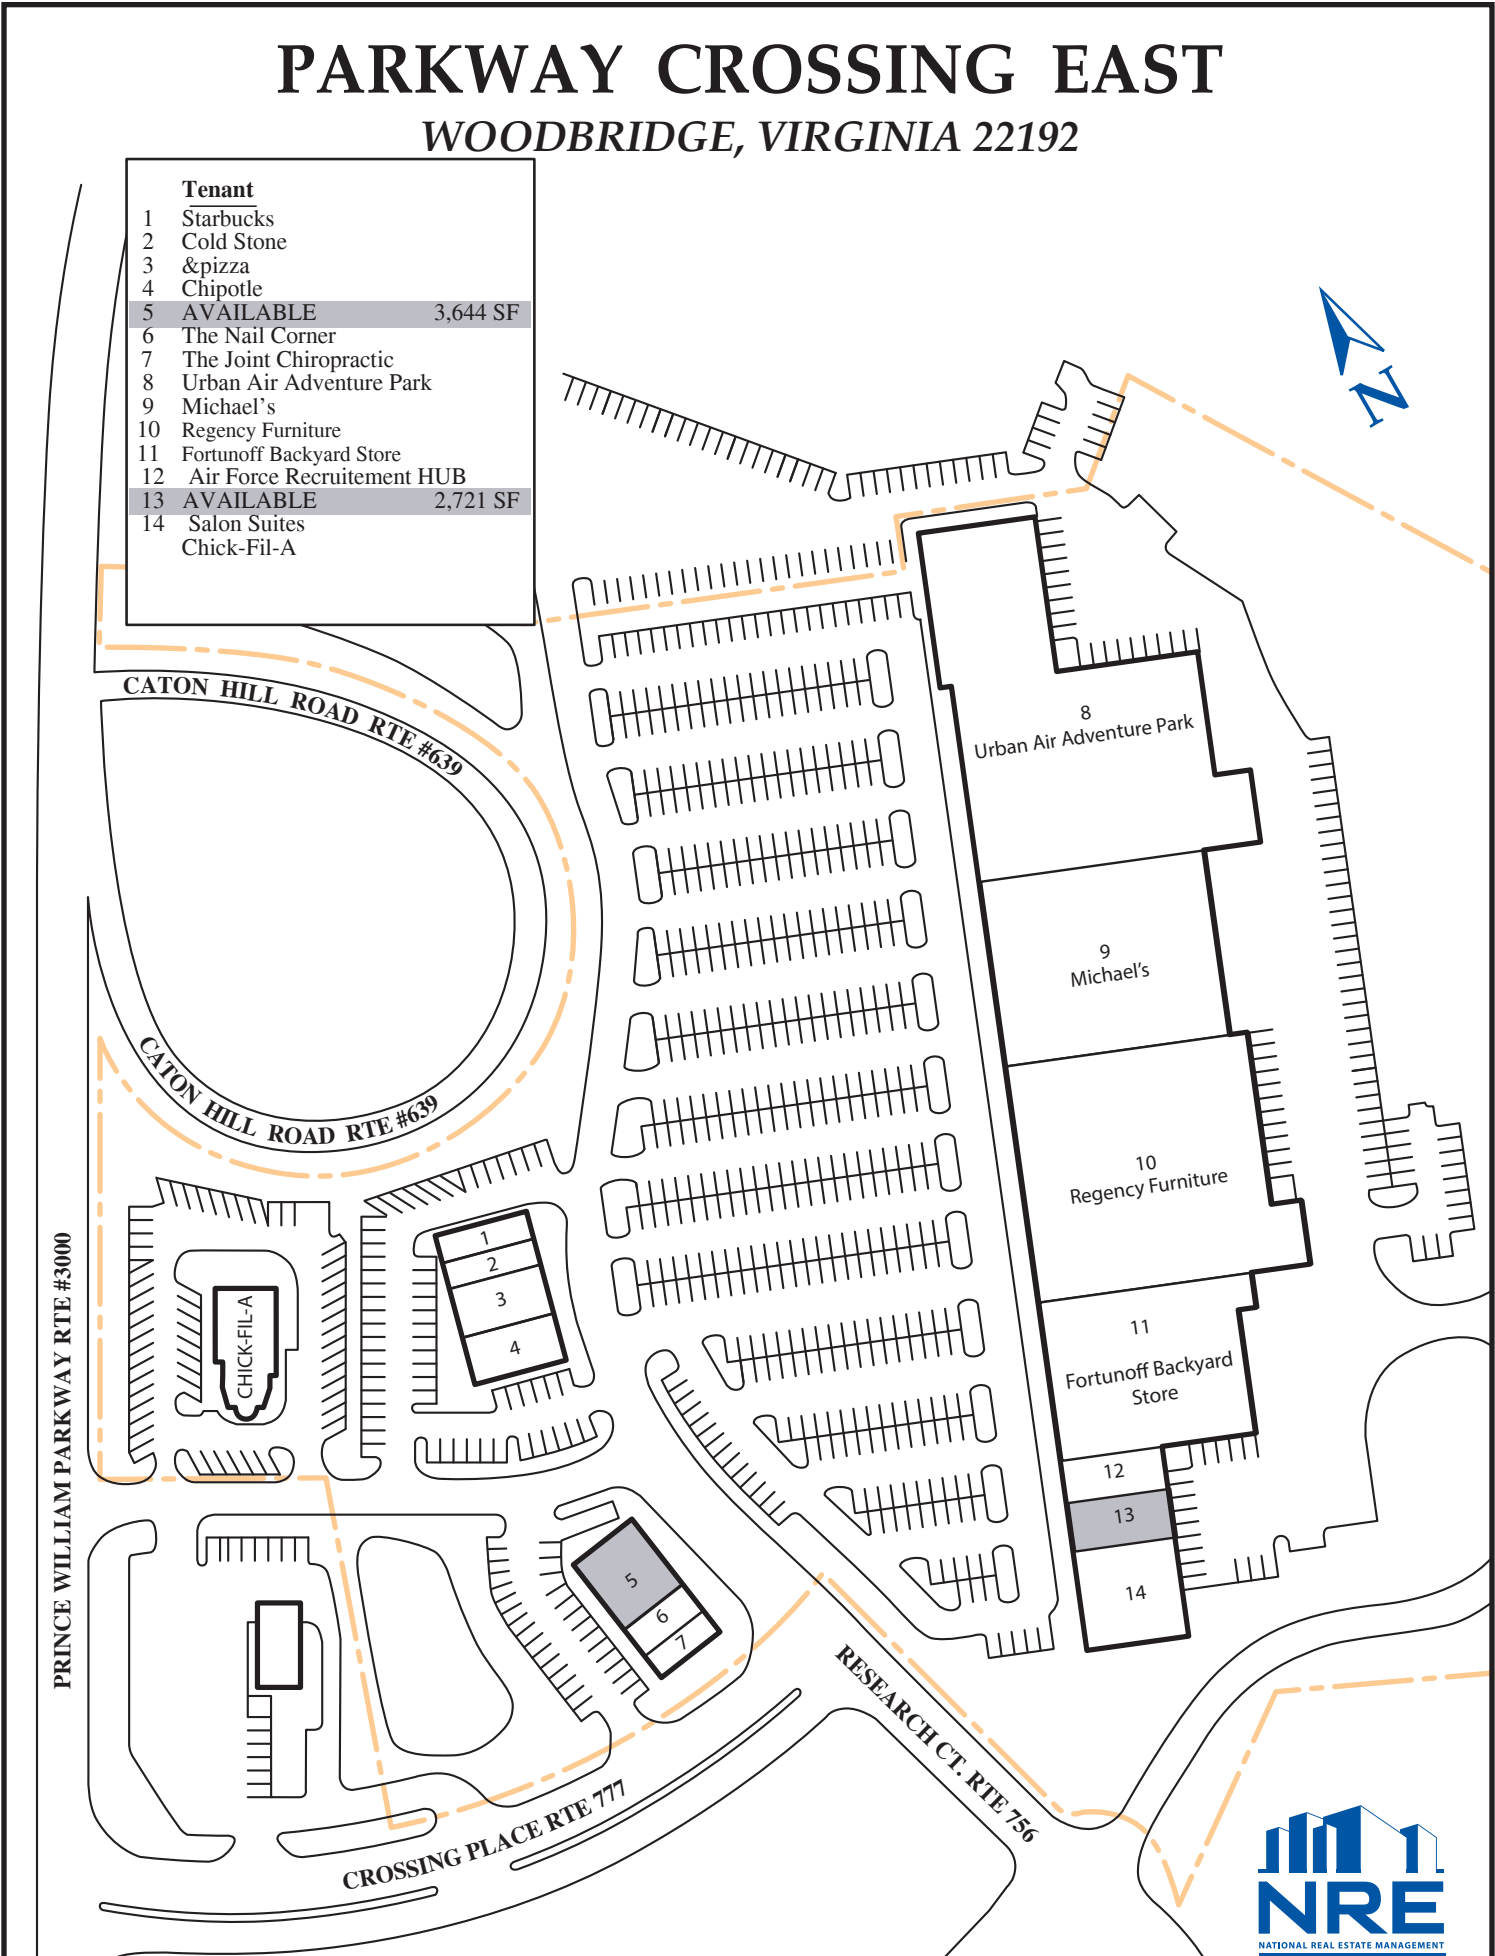 PARKWAY CROSSING EAST
WOODBRIDGE, VIRGINIA 22192
Tenant
1 Starbucks
2 Cold Stone
3 &pizza
4 Chipotle
5 AVAILABLE 3,644 SF
6 The Nail Corner
7 The Joint Chiropractic
8 Urban Air Adventure Park
9 Michael's
10 Regency Furniture
11 Fortunoff Backyard Store
12 Air Force Recruitement HUB
13 AVAILABLE 2,721 SF
14 Salon Suites
Chick-Fil-A
N
CATON HILL ROAD RTE #639
8
Urban Air Adventure Park
9
Michael's
CATON HILL ROAD RTE #639
10
Regency Furniture
PRINCE WILLIAM PARKWAY RTE #3000
CHICK-FIL-A
1
2
3
4
11
Fortunoff Backyard
Store
12
13
14
5
6
7
RESEARCH CT. RTE 756
CROSSING PLACE RTE 777
NRE
NATIONAL REAL ESTATE MANAGEMENT